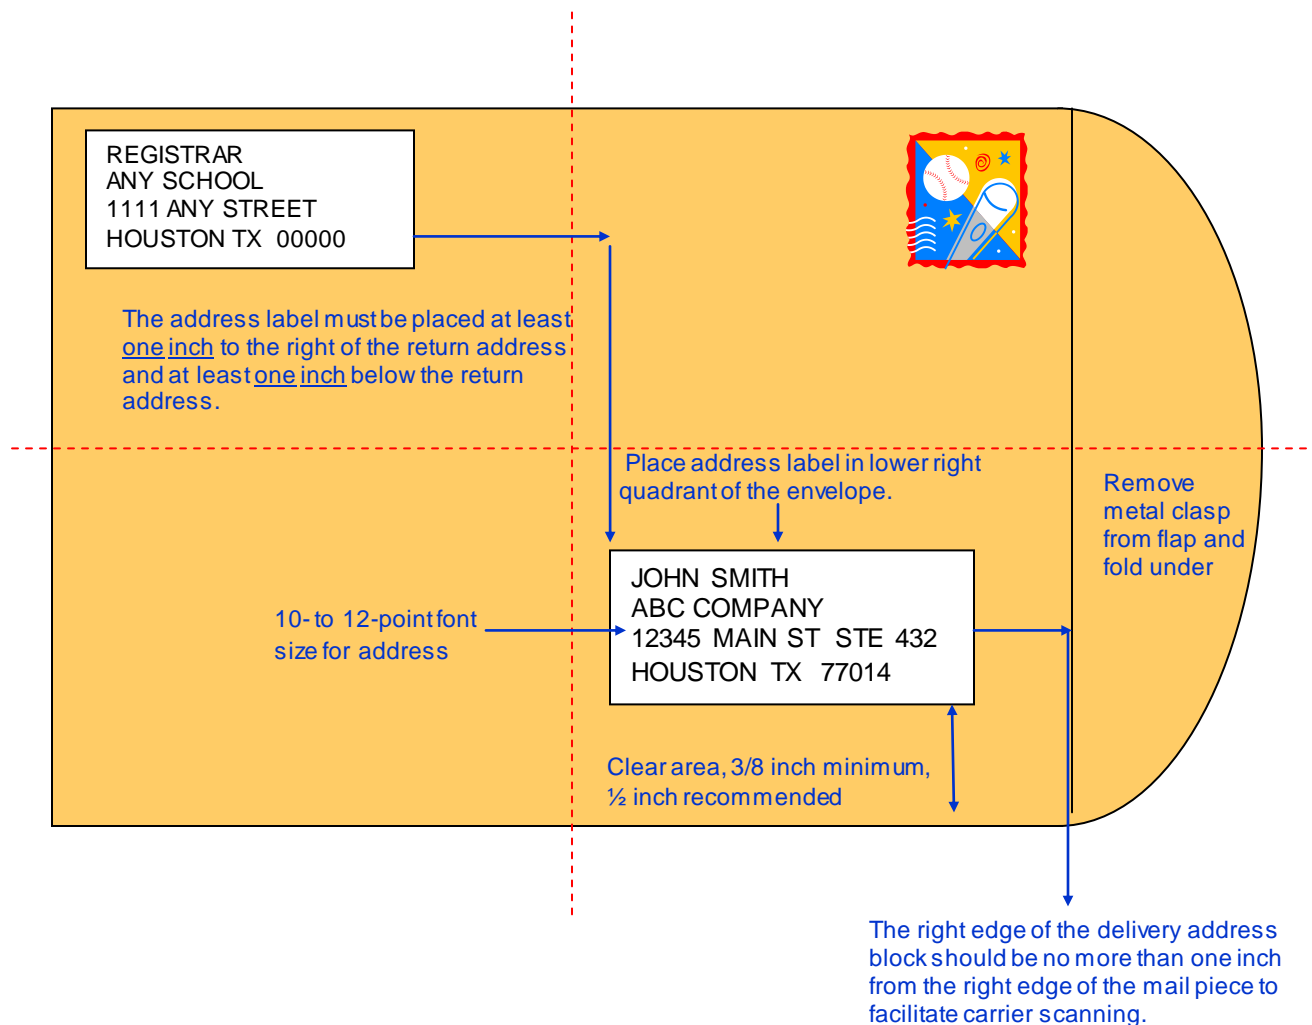 REGISTRAR
ANY SCHOOL
1111 ANY STREET
HOUSTON TX 00000
The address label must be placed at least
one inch to the right of the return address
and at least one inch below the return
address.
Place address label in lower right
quadrant of the envelope.
Remove
metal clasp
from flap and
fold under
JOHN SMITH
ABC COMPANY
12345 MAIN ST STE 432
HOUSTON TX 77014
10- to 12-point font
size for address
Clear area, 3/8 inch minimum,
½ inch recommended
The right edge of the delivery address
block should be no more than one inch
from the right edge of the mail piece to
facilitate carrier scanning.